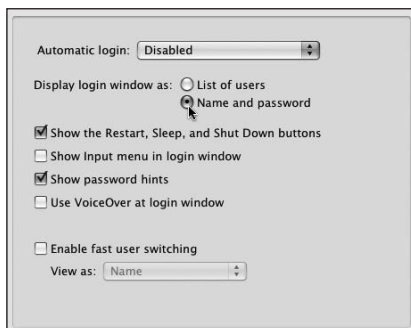 Automatic login: Disabled
Display login window as: List of users
Name and password
Show the Restart, Sleep, and Shut Down buttons
Show Input menu in login window
Show password hints
Use VoiceOver at login window
Enable fast user switching
View as: Name